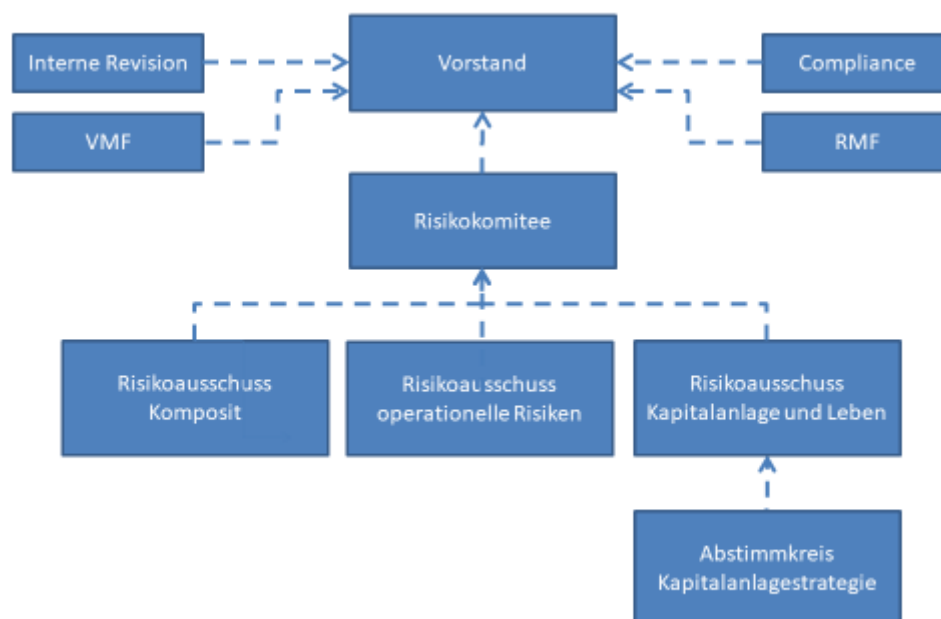 Interne Revision
Vorstand
Compliance
VMF
RMF
Risikokomitee
Risikoausschuss
Komposit
Risikoausschuss
operationelle Risiken
Risikoausschuss
Kapitalanlage und Leben
Abstimmkreis
Kapitalanlagestrategie